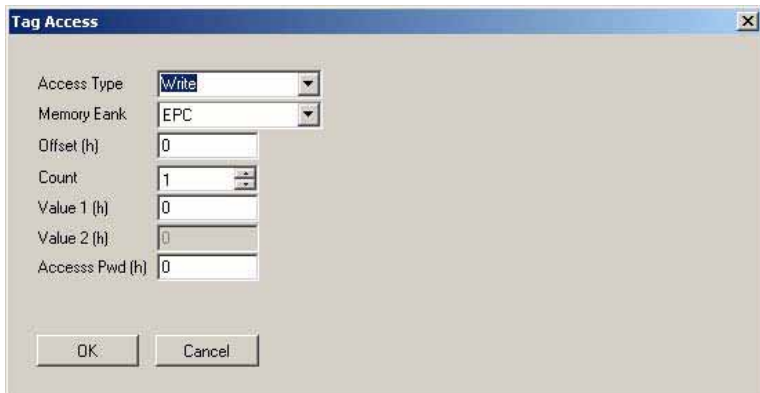 Tag Access
Access Type Write
Memory Eank EPC
Offset (h) 0
Count 1
Value 1 (h) 0
Value 2 (h) 0
Accesss Pwd (h) 0
OK Cancel